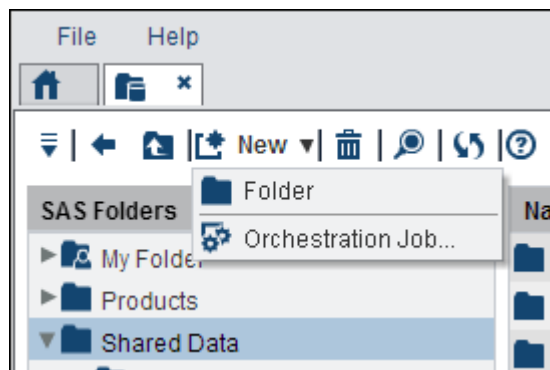 File Help
New
Folder
SAS Folders
Na
Orchestration Job...
My Folder
Products
Shared Data